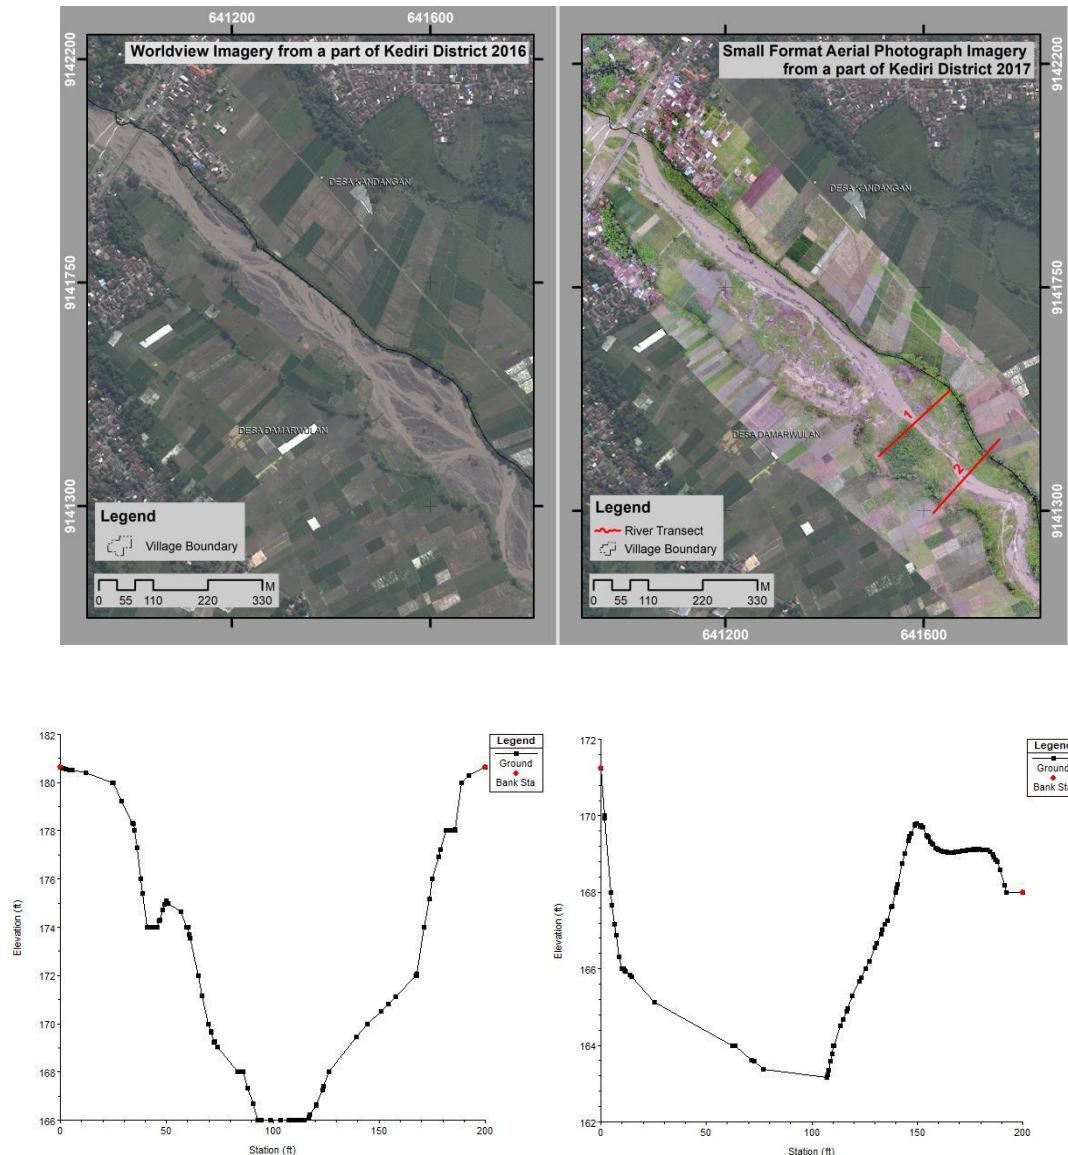 641200
641600
641200
641600
9142200
9141750
9141300
Worldview Imagery from a part of Kediri District 2016
DESA KANDANGAN
DESA DAMARWULAN
Legend
Village Boundary
M
0 55 110 220 330
Small Format Aerial Photograph Imagery
from a part of Kediri District 2017
DESA KANDANGAN
DESA DAMARWULAN
1
2
Legend
River Transect
Village Boundary
M
0 55 110 220 330
9142200
9141750
9141300
641200
641600
182
180
178
176
174
172
170
168
166
0 50 100 150 200
Station (ft)
Elevation (ft)
Legend
Ground
Bank Sta
172
170
168
166
164
162
0 50 100 150 200
Station (ft)
Elevation (ft)
Legend
Ground
Bank Sta